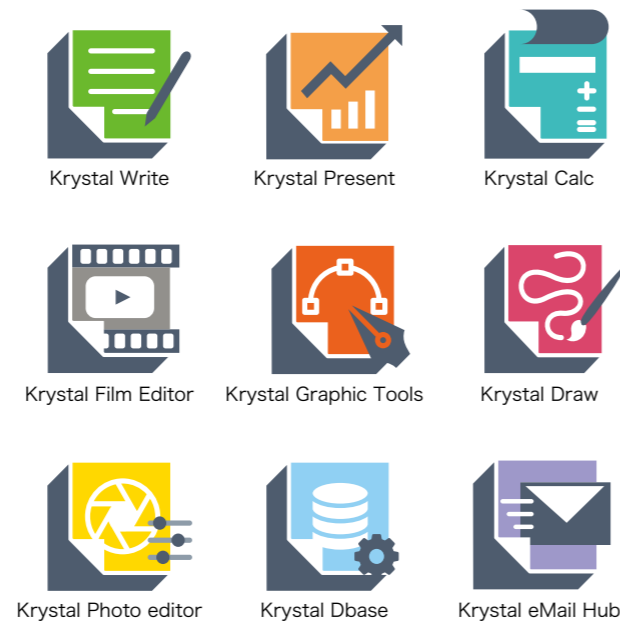 Krystal Write
Krystal Present
Krystal Calc
Krystal Film Editor
Krystal Graphic Tools
Krystal Draw
Krystal Photo editor
Krystal Dbase
Krystal eMail Hub